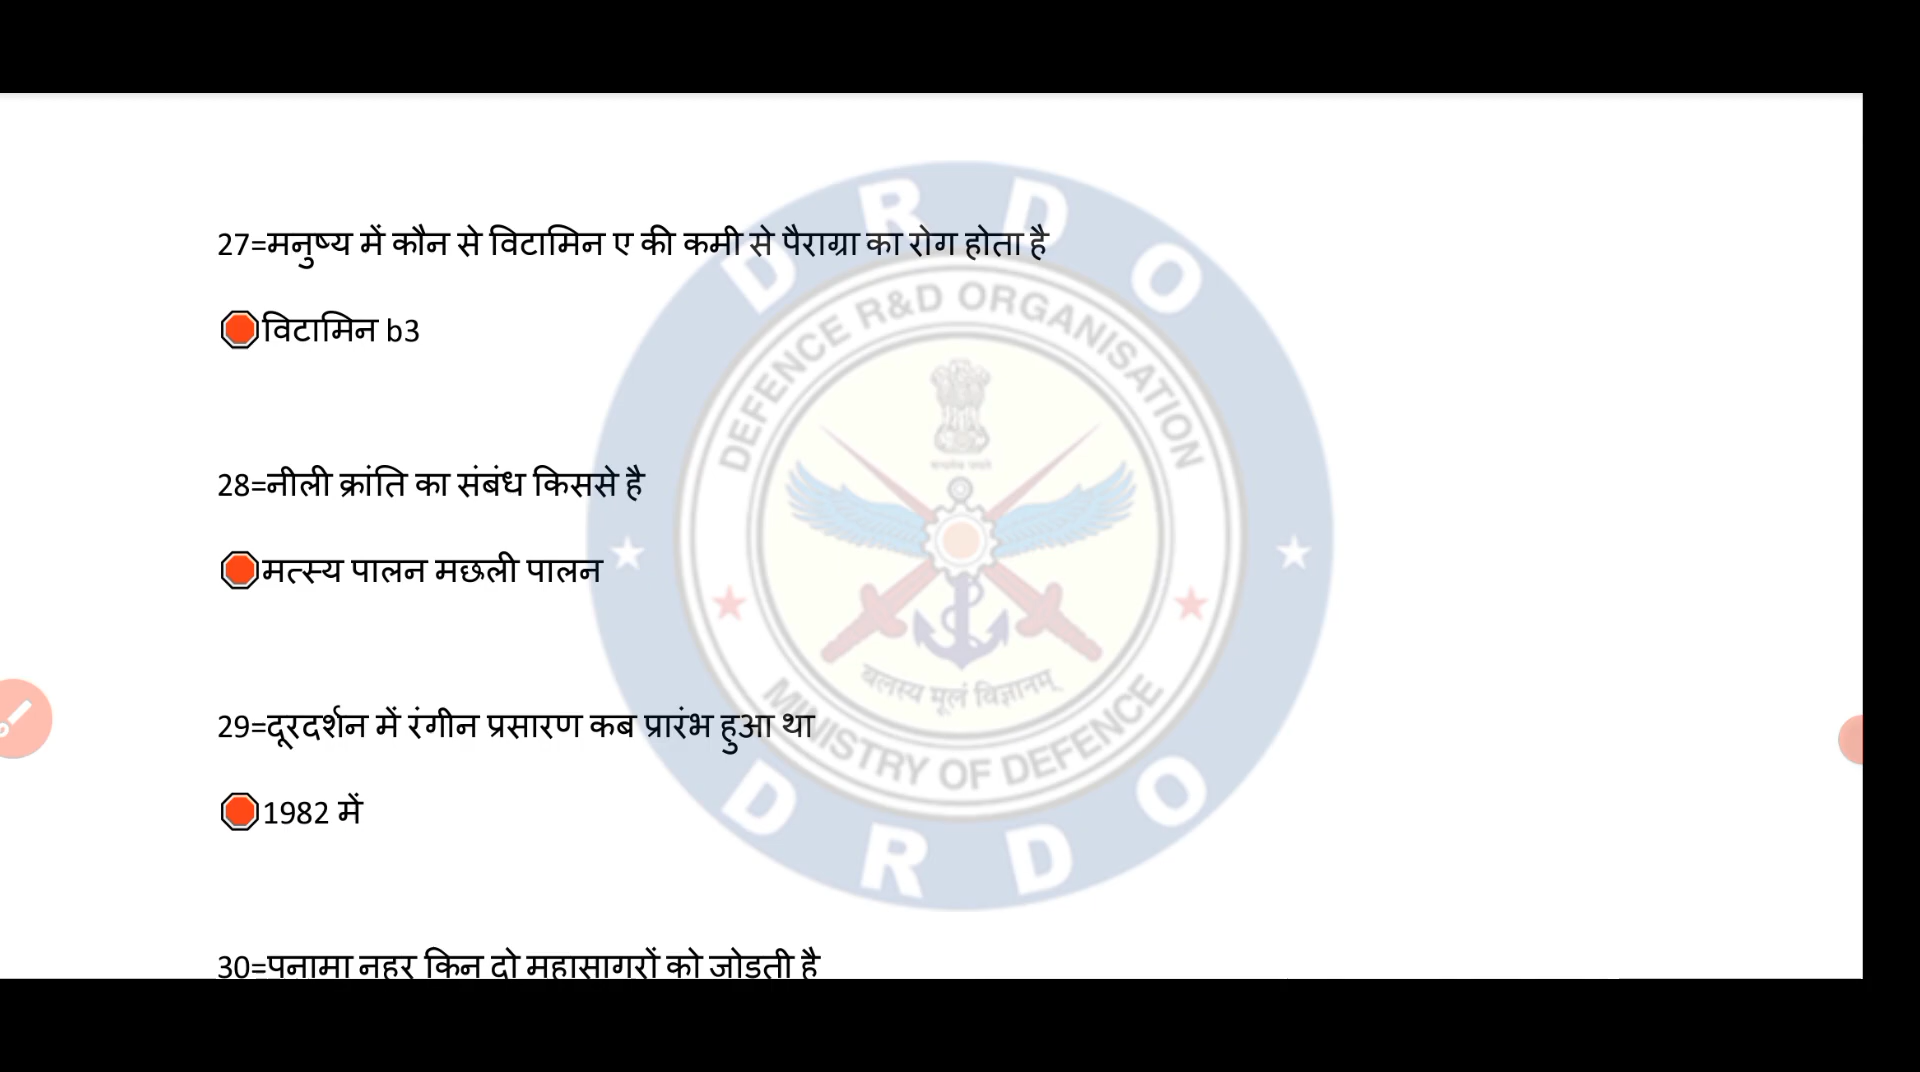 D R D O
DEFENCE R&D ORGANISATION
27=मनुष्य में कौन से विटामिन ए की कमी से पैराग्रा का रोग होता है
विटामिन b3
28=नीली क्रांति का संबंध किससे है
मत्स्य पालन मछली पालन
बलस्य मूलं विज्ञानम्
29=दूरदर्शन में रंगीन प्रसारण कब प्रारंभ हुआ था
MINISTRY OF DEFENCE
1982 में
D R D O
30=पनामा नहर किन दो महासागरों को जोड़ती है